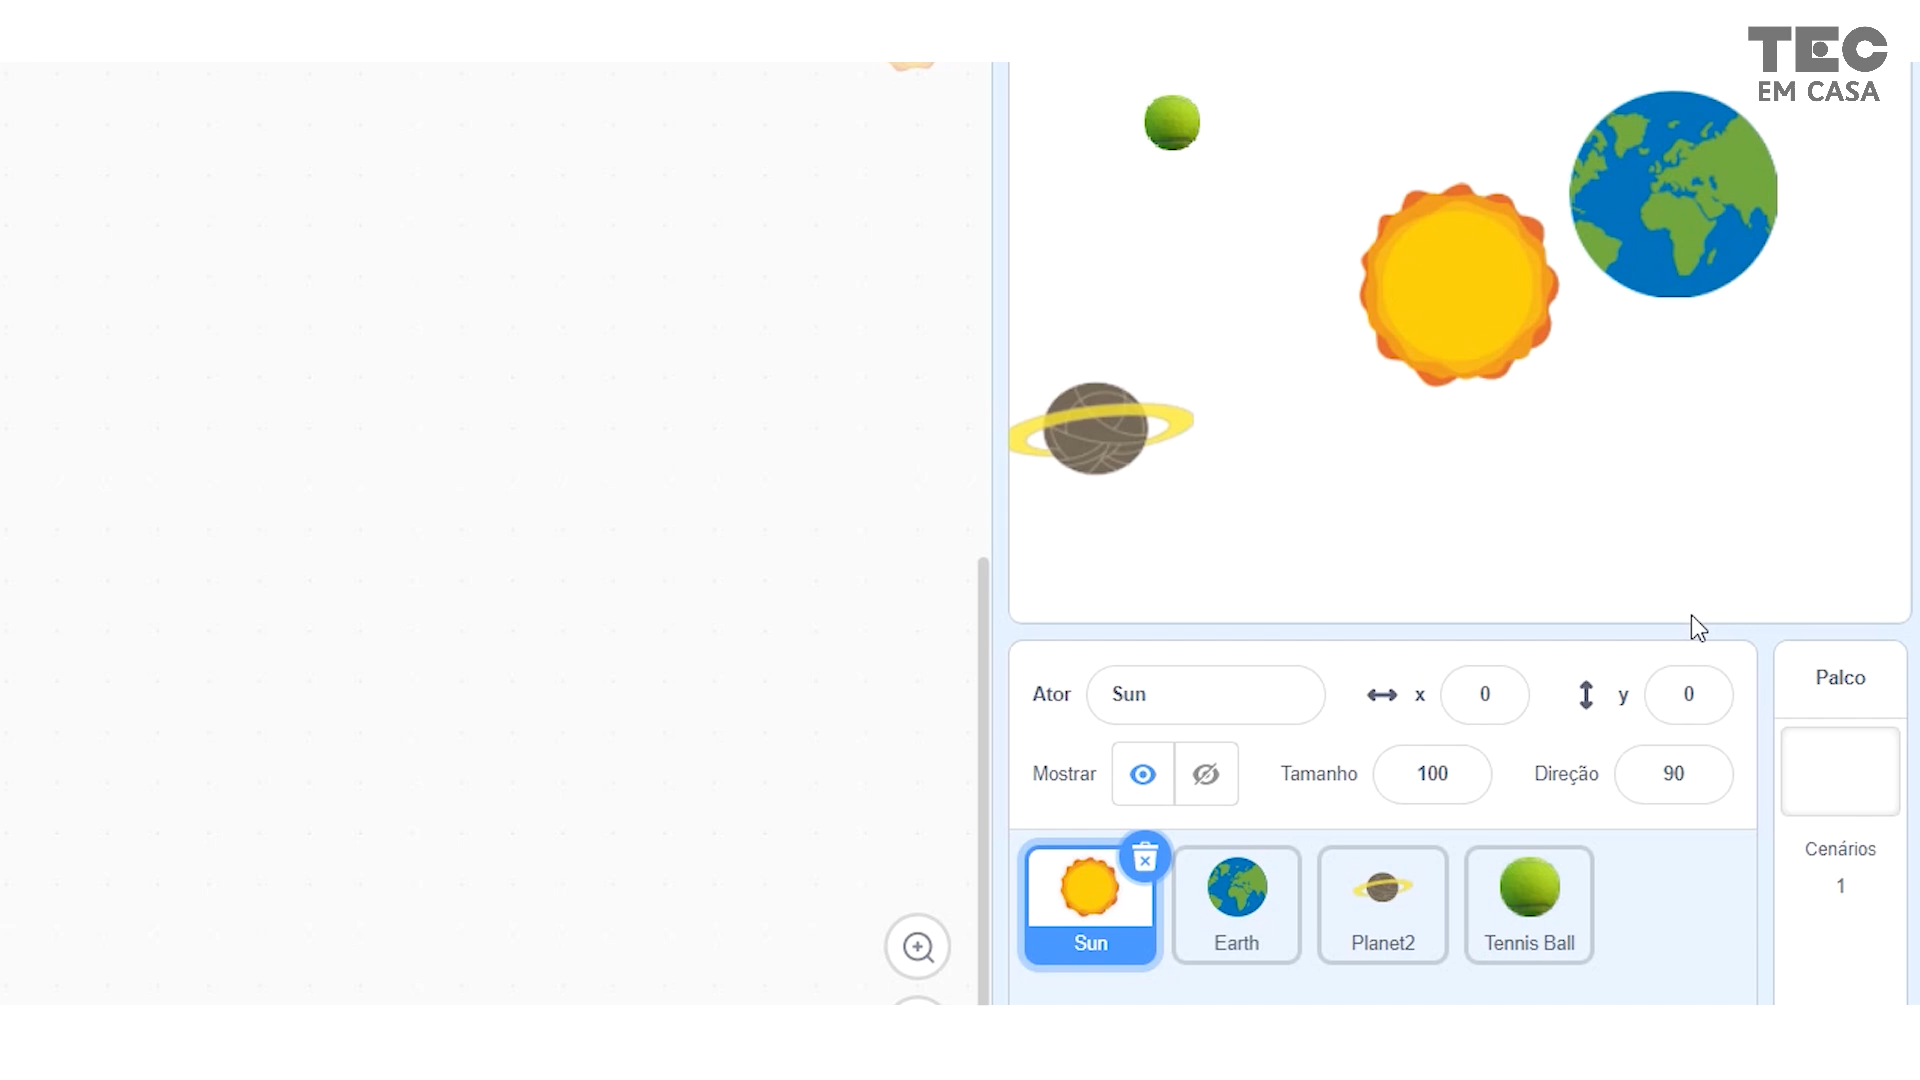 TEC
EM CASA
Ator Sun x 0 y 0
Mostrar Tamanho 100 Direção 90
Palco
Cenários
1
Sun Earth Planet2 Tennis Ball